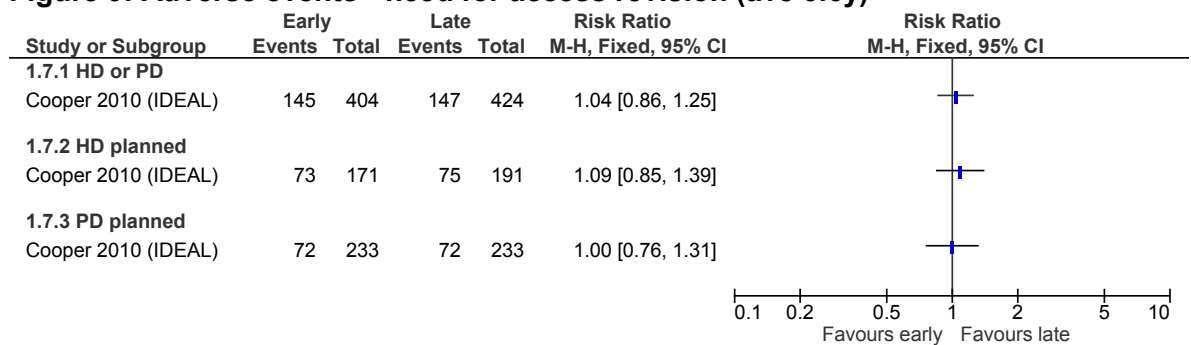 Early Late Risk Ratio Risk Ratio
Study or Subgroup Events Total Events Total M-H, Fixed, 95% CI M-H, Fixed, 95% CI
1.7.1 HD or PD
Cooper 2010 (IDEAL) 145 404 147 424 1.04 [0.86, 1.25]
1.7.2 HD planned
Cooper 2010 (IDEAL) 73 171 75 191 1.09 [0.85, 1.39]
1.7.3 PD planned
Cooper 2010 (IDEAL) 72 233 72 233 1.00 [0.76, 1.31]
0.1 0.2 0.5 1 2 5 10
Favours early Favours late